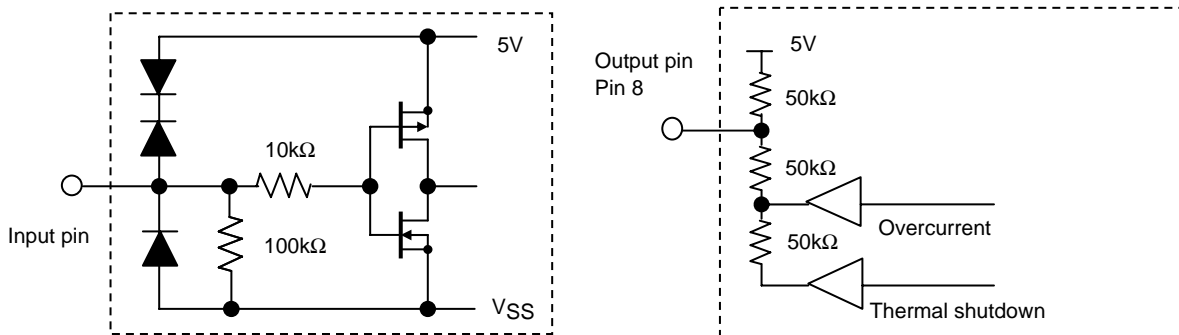 5V
10kΩ
Input pin
100kΩ
VSS
Output pin
Pin 8
5V
50kΩ
50kΩ
Overcurrent
50kΩ
Thermal shutdown